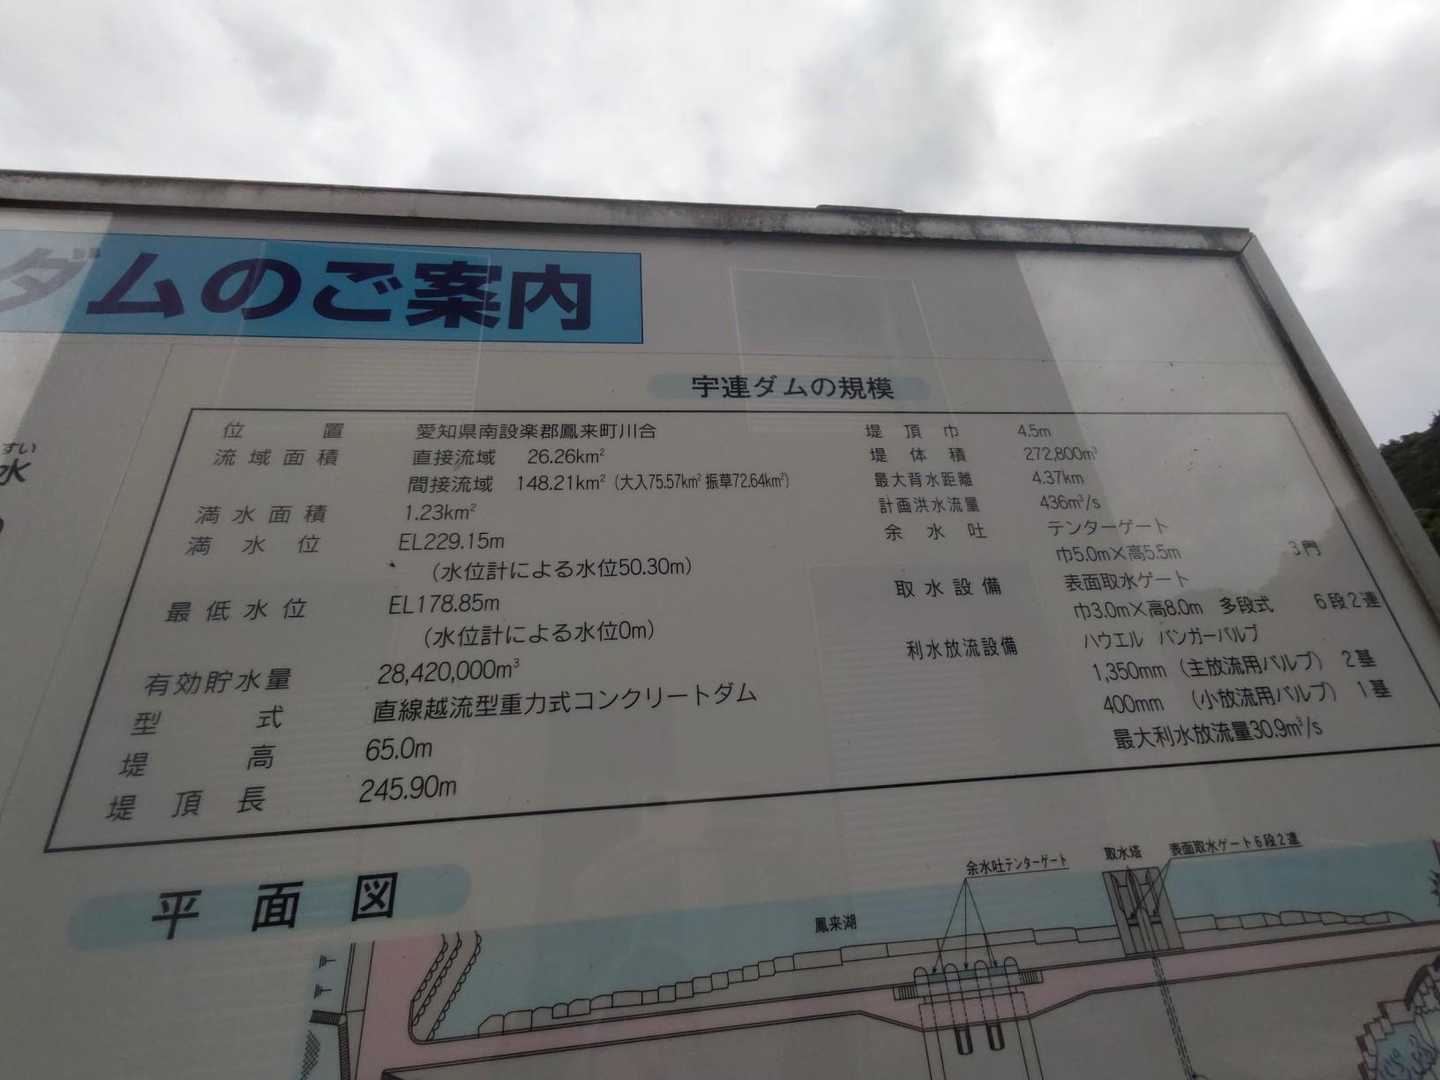 ダムのご案内
すい
水
宇連ダムの規模
位置 愛知県南設楽郡鳳来町川合
流域面積 直接流域 26.26km²
間接流域 148.21km²（大入75.57km² 振草72.64km²）
満水面積 1.23km²
満水位 EL229.15m
（水位計による水位50.30m）
最低水位 EL178.85m
（水位計による水位0m）
有効貯水量 28,420,000m³
型式 直線越流型重力式コンクリートダム
堤高 65.0m
堤頂長 245.90m
堤頂巾 4.5m
堤体積 272,800m³
最大背水距離 4.37km
計画洪水流量 436m³/s
余水吐 テンターゲート
巾5.0m×高5.5m 3門
取水設備 表面取水ゲート
巾3.0m×高8.0m 多段式 6段2連
利水放流設備 ハウエル バンガーバルブ
1,350mm（主放流用バルブ） 2基
400mm （小放流用バルブ） 1基
最大利水放流量30.9m³/s
平面図
余水吐テンターゲート
取水塔
表面取水ゲート6段2連
鳳来湖